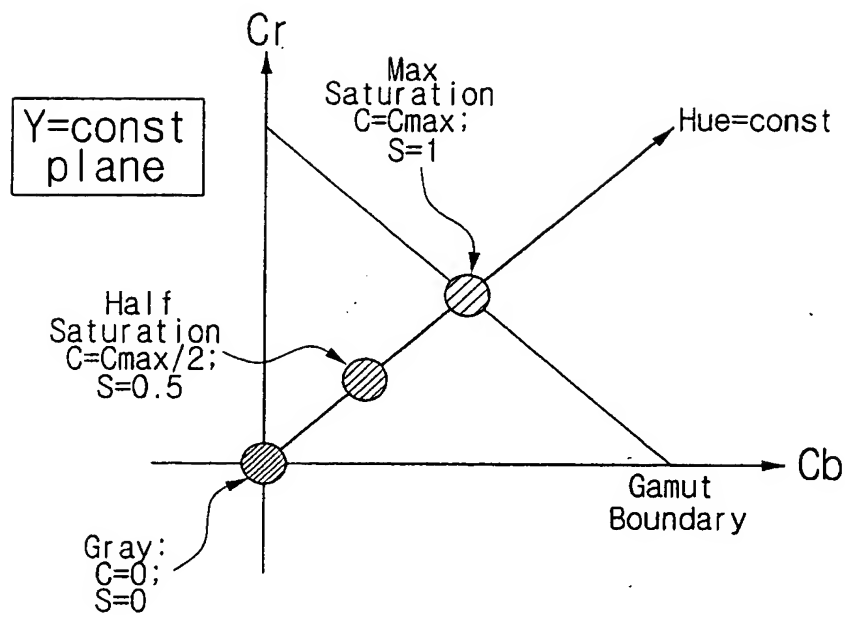 Cr
Y=const
plane
Max
Saturation
C=Cmax;
S=1
Hue=const
Half
Saturation
C=Cmax/2;
S=0.5
Cb
Gamut
Boundary
Gray:
C=0;
S=0